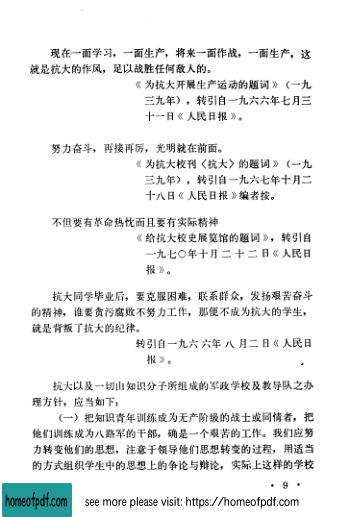 现在一面学习，一面生产，将来一面作战，一面生产，这
就是抗大的作风，足以战胜任何敌人的。
《为抗大开展生产运动的题词》（一九
三九年），转引自一九六六年七月三
十一日《人民日报》。
努力奋斗，再接再厉，光明就在前面。
《为抗大校刊〈抗大〉的题词》（一九
三九年），转引自一九六七年十月二
十八日《人民日报》编者按。
不但要有革命热忱而且要有实际精神
《给抗大校史展览馆的题词》，转引自
一九七〇年十月二十二日《人民日
报》。
抗大同学毕业后，要克服困难，联系群众，发扬艰苦奋斗
的精神，谁要贪污腐败不努力工作，那便不成为抗大的学生，
就是背叛了抗大的纪律。
转引自一九六六年八月二日《人民日
报》。
抗大以及一切由知识分子所组成的军政学校及教导队之办
理方针，应当如下：
（一）把知识青年训练成为无产阶级的战士或同情者，把
他们训练成为八路军的干部，确是一个艰苦的工作。我们应努
力转变他们的思想，注意于领导他们思想转变的过程，用适当
的方式组织学生中的思想上的争论与辩论，实际上这样的学校
· 9 ·
homeofpdf.com
see more please visit: https://homeofpdf.com